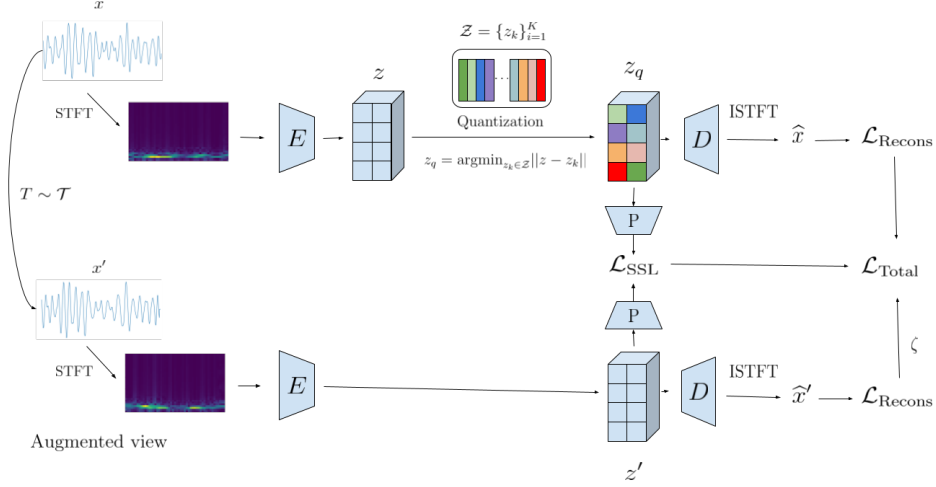 x
STFT
E
z
𝒵 = {z_k}_{i=1}^K
...
Quantization
z_q = argmin_{z_k∈𝒵}||z − z_k||
z_q
D
ISTFT
x̂
ℒ_Recons
T ∼ 𝒯
P
ℒ_SSL
ℒ_Total
P
ζ
x′
STFT
E
D
ISTFT
x̂′
ℒ_Recons
Augmented view
z′